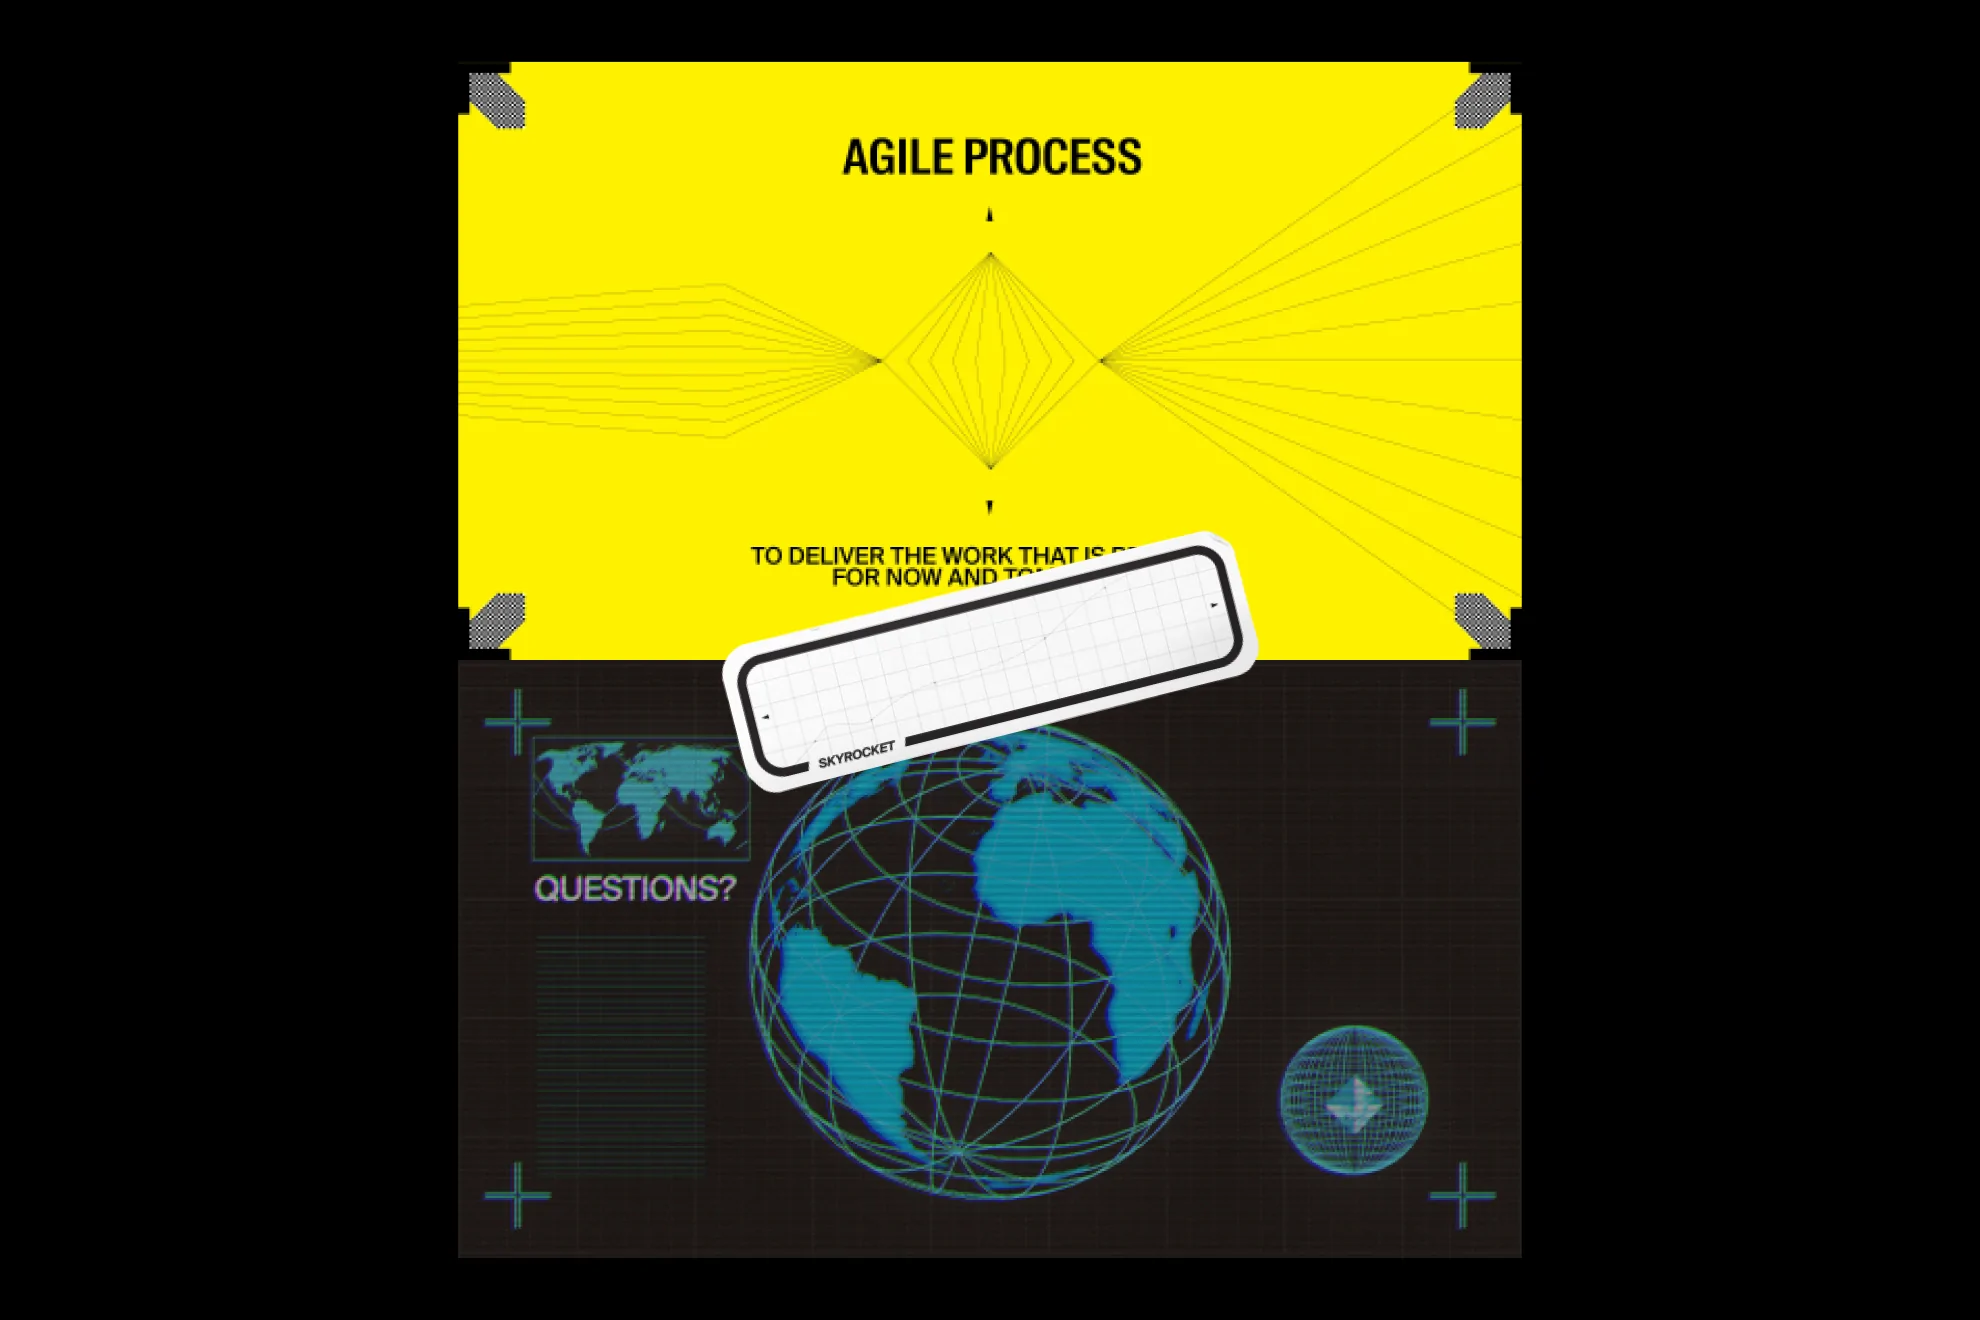 AGILE PROCESS
TO DELIVER THE WORK THAT IS
FOR NOW AND
SKYROCKET
QUESTIONS?